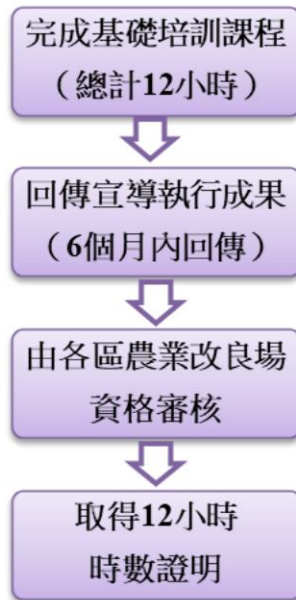 完成基礎培訓課程
（總計12小時）
回傳宣導執行成果
（6個月內回傳）
由各區農業改良場
資格審核
取得12小時
時數證明